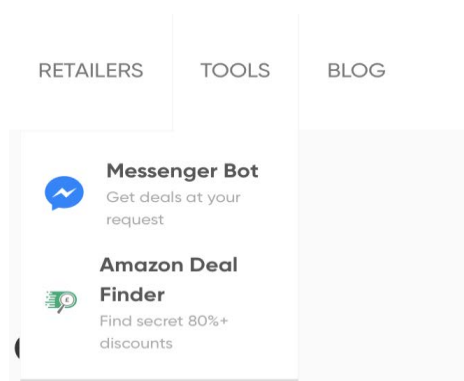 RETAILERS TOOLS BLOG
Messenger Bot
Get deals at your
request
Amazon Deal
Finder
Find secret 80%+
discounts